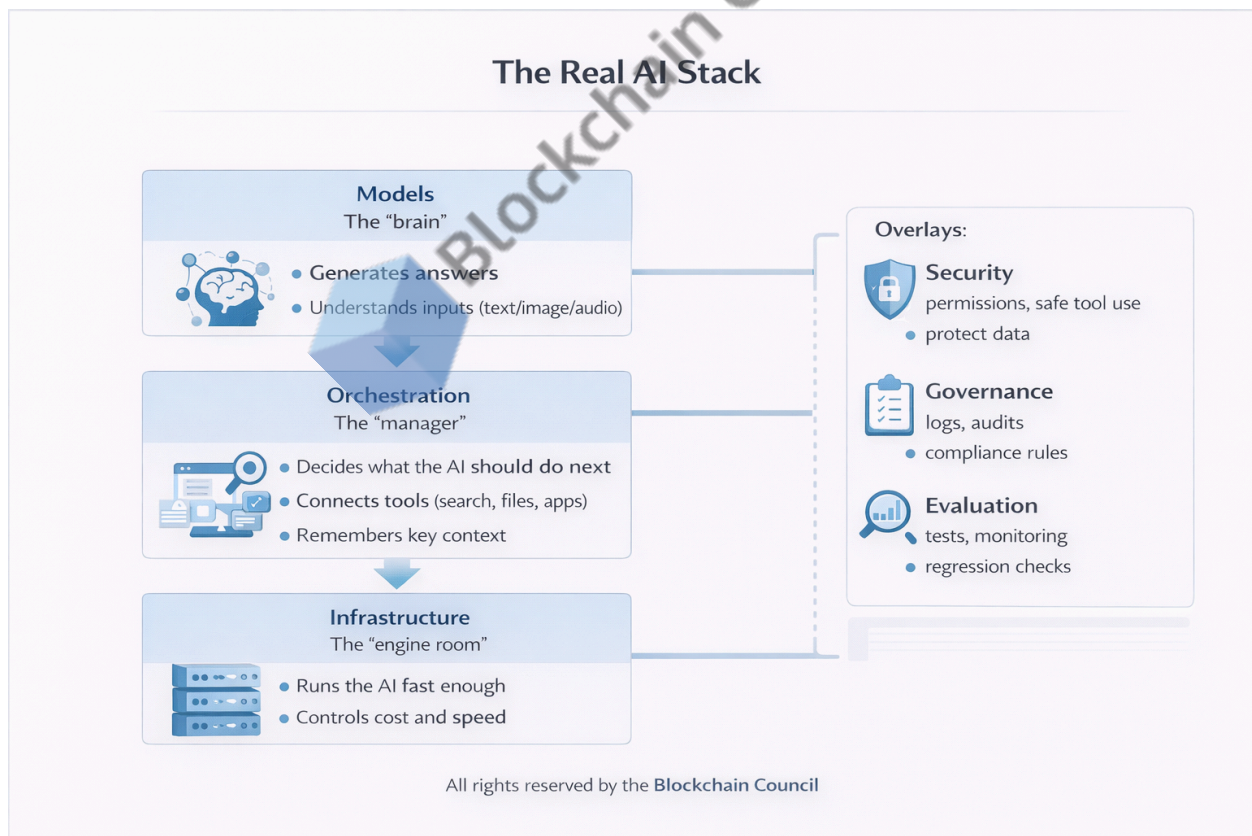 The Real AI Stack
Models
The “brain”
Generates answers
Understands inputs (text/image/audio)
Orchestration
The “manager”
Decides what the AI should do next
Connects tools (search, files, apps)
Remembers key context
Infrastructure
The “engine room”
Runs the AI fast enough
Controls cost and speed
Overlays:
Security
permissions, safe tool use
protect data
Governance
logs, audits
compliance rules
Evaluation
tests, monitoring
regression checks
All rights reserved by the Blockchain Council
Blockchain